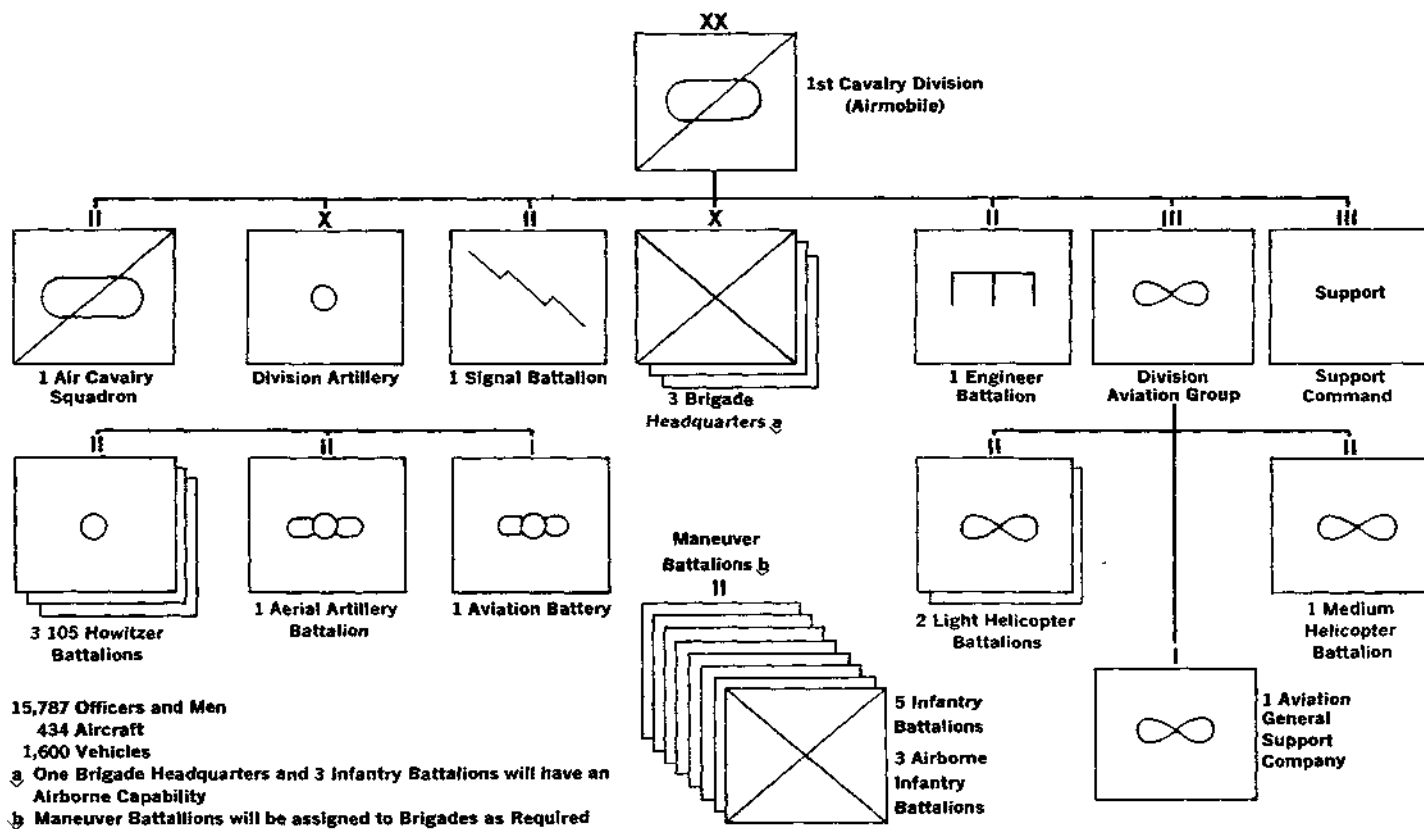 XX
1st Cavalry Division
(Airmobile)
II
X
II
X
II
III
III
Support
1 Air Cavalry
Squadron
Division Artillery
1 Signal Battalion
3 Brigade
Headquarters a
1 Engineer
Battalion
Division
Aviation Group
Support
Command
II
II
I
II
II
3 105 Howitzer
Battalions
1 Aerial Artillery
Battalion
1 Aviation Battery
Maneuver
Battalions b
II
2 Light Helicopter
Battalions
1 Medium
Helicopter
Battalion
I
5 Infantry
Battalions
3 Airborne
Infantry
Battalions
1 Aviation
General
Support
Company
15,787 Officers and Men
434 Aircraft
1,600 Vehicles
a One Brigade Headquarters and 3 Infantry Battalions will have an
Airborne Capability
b Maneuver Battallions will be assigned to Brigades as Required